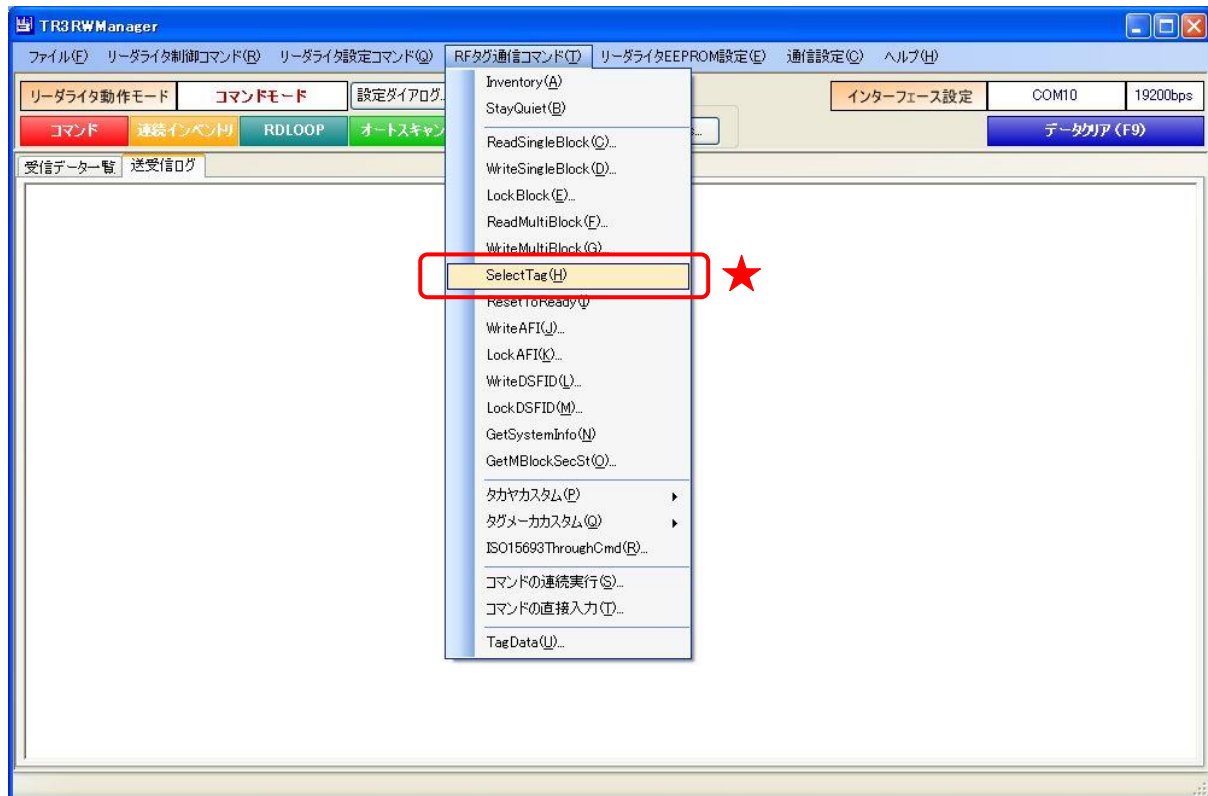 TR3RWManager
ファイル(F) リーダライタ制御コマンド(R) リーダライタ設定コマンド(Q) RFタグ通信コマンド(T) リーダライタEEPROM設定(E) 通信設定(C) ヘルプ(H)
リーダライタ動作モード コマンドモード 設定ダイアログ... インターフェース設定 COM10 19200bps
コマンド 連続インベントリ RDLOOP オートスキャン データクリア (F9)
受信データ一覧 送受信ログ
Inventory(A)
StayQuiet(B)
ReadSingleBlock(C)...
WriteSingleBlock(D)...
LockBlock(E)...
ReadMultiBlock(F)...
WriteMultiBlock(G)
SelectTag(H)
ResetToReady(I)
WriteAFI(J)...
LockAFI(K)...
WriteDSFID(L)...
LockDSFID(M)...
GetSystemInfo(N)
GetMBlockSecSt(O)...
タカヤカスタム(P)
タグメーカカスタム(Q)
ISO15693ThroughCmd(R)...
コマンドの連続実行(S)...
コマンドの直接入力(T)...
TagData(U)...